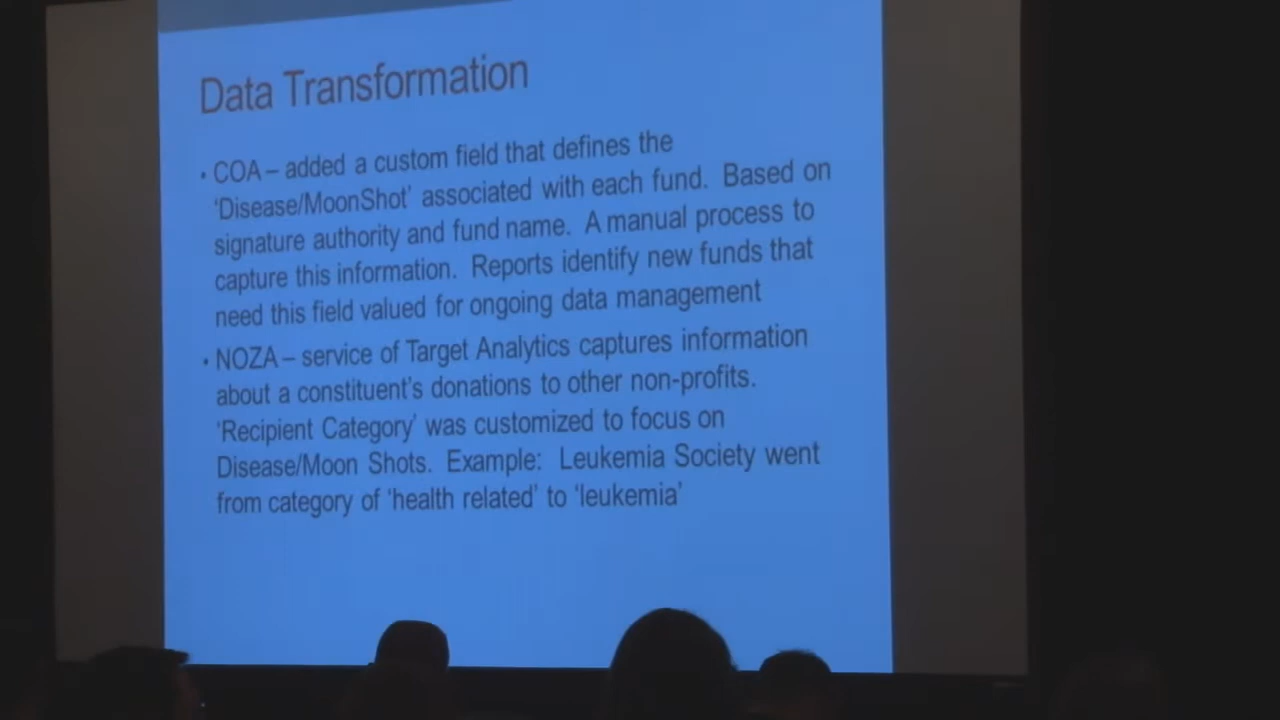 Data Transformation
• COA – added a custom field that defines the
‘Disease/MoonShot’ associated with each fund. Based on
signature authority and fund name. A manual process to
capture this information. Reports identify new funds that
need this field valued for ongoing data management
• NOZA – service of Target Analytics captures information
about a constituent’s donations to other non-profits.
‘Recipient Category’ was customized to focus on
Disease/Moon Shots. Example: Leukemia Society went
from category of ‘health related’ to ‘leukemia’